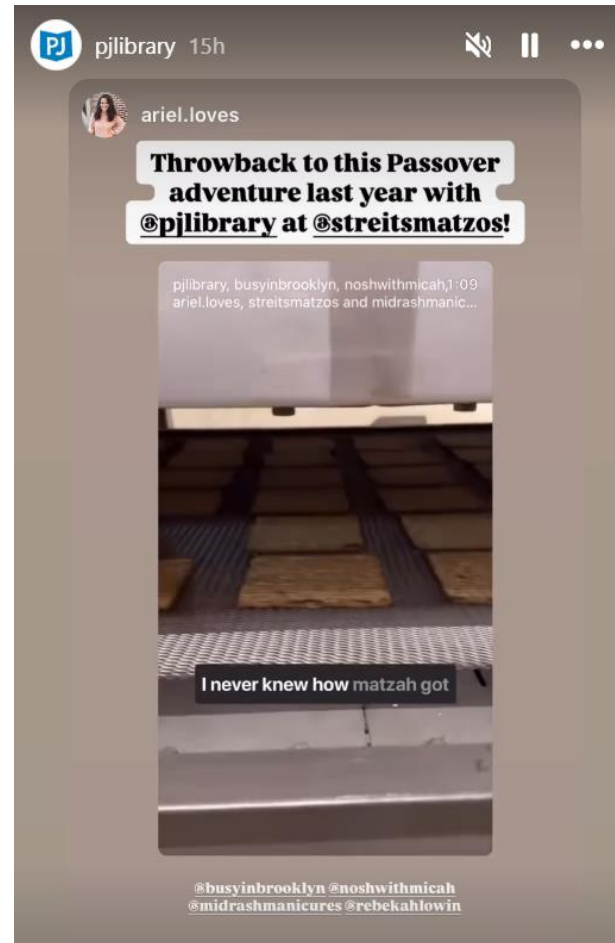 PJ pjlibrary 15h
ariel.loves
Throwback to this Passover
adventure last year with
@pjlibrary at @streitsmatzos!
pjlibrary, busyinbrooklyn, noshwithmicah,1:09
ariel.loves, streitsmatzos and midrashmanic...
I never knew how matzah got
@busyinbrooklyn @noshwithmicah
@midrashmanicures @rebekahlowin